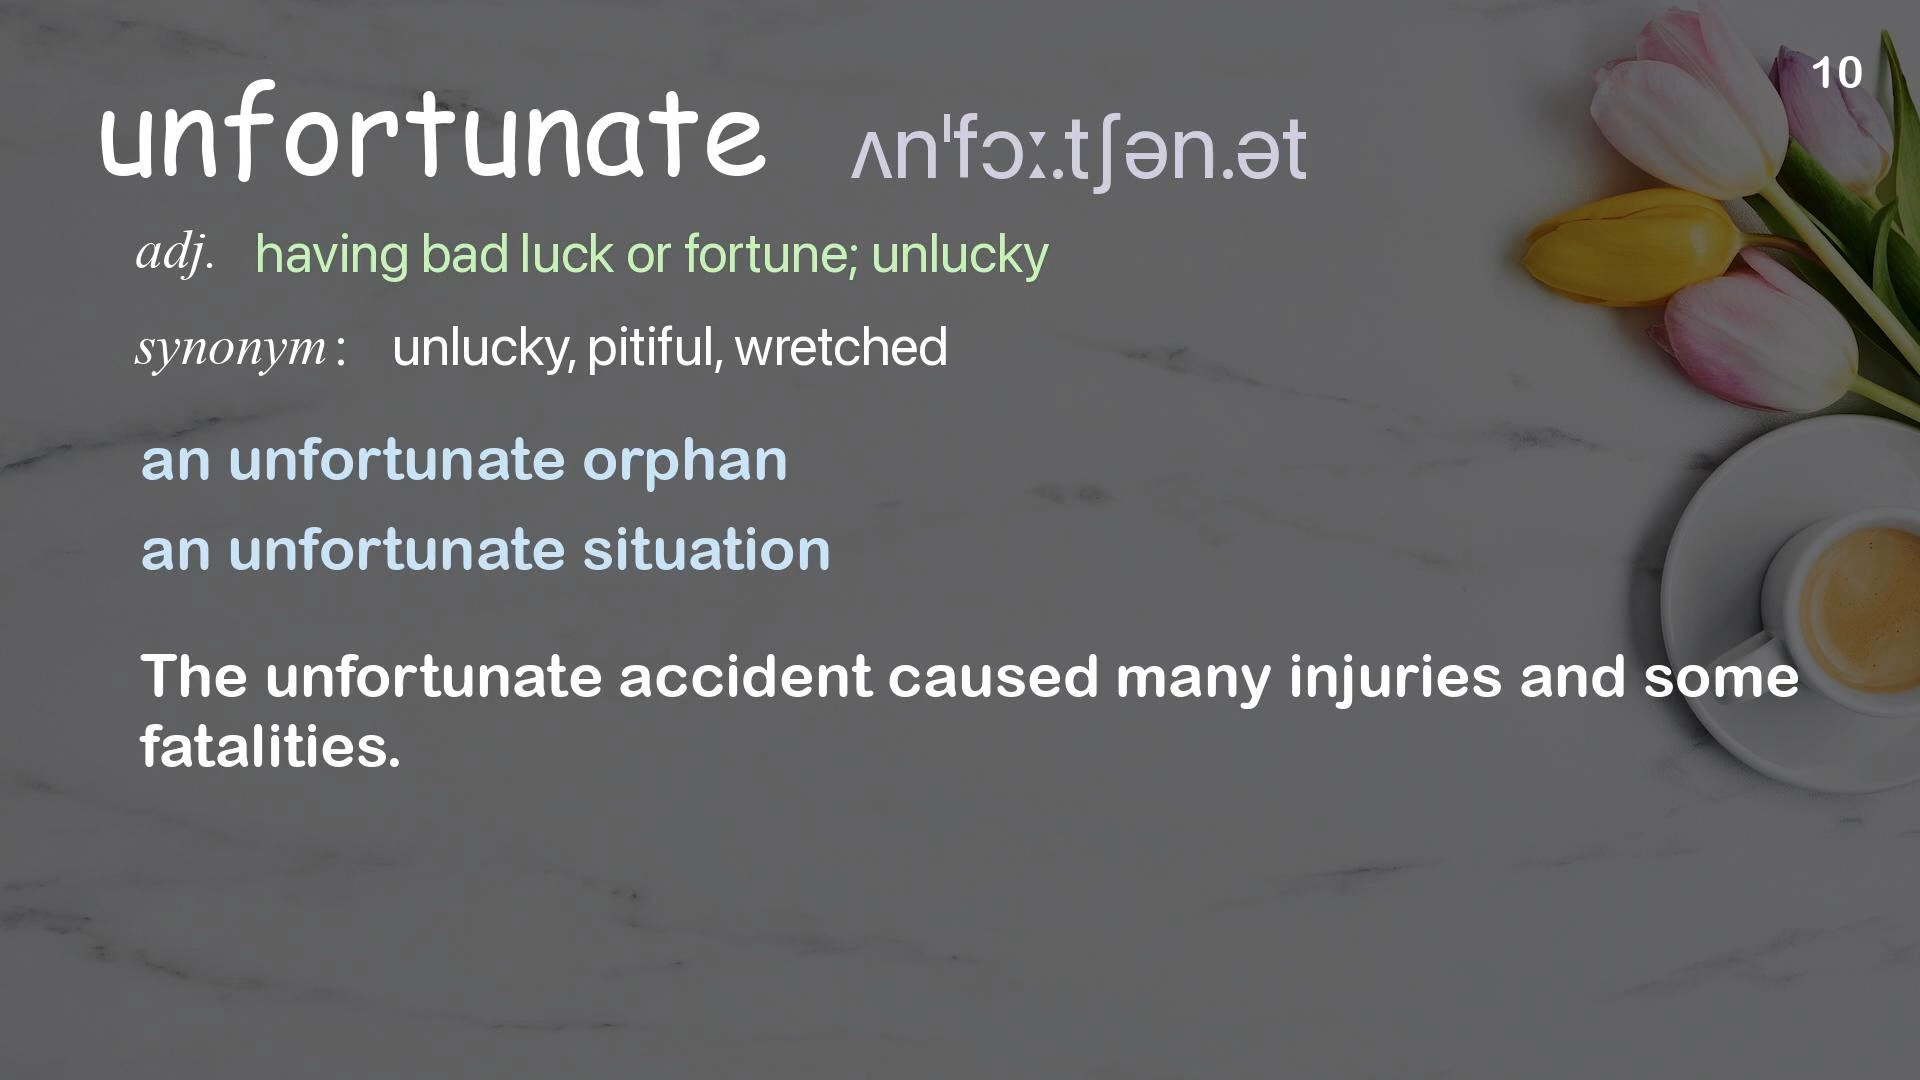 10
unfortunate ʌnˈfɔː.tʃən.ət
adj. having bad luck or fortune; unlucky
synonym: unlucky, pitiful, wretched
an unfortunate orphan
an unfortunate situation
The unfortunate accident caused many injuries and some
fatalities.